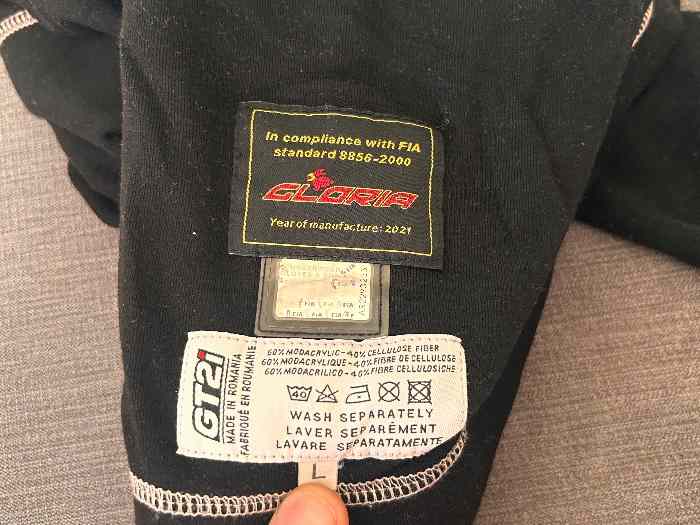 In compliance with FIA
standard 8856-2000
GLORIA
Year of manufacture: 2021
GT2i
MADE IN ROMANIA
FABRIQUÉ EN ROUMANIE
60% MODACRYLIC-40% CELLULOSE FIBER
60% MODACRYLIQUE-40% FIBRE DE CELLULOSE
60% MODACRILICO-40% FIBRE CELLULOSICHE
40
WASH SEPARATELY
LAVER SEPARÉMENT
LAVARE SEPARATAMENTE
L